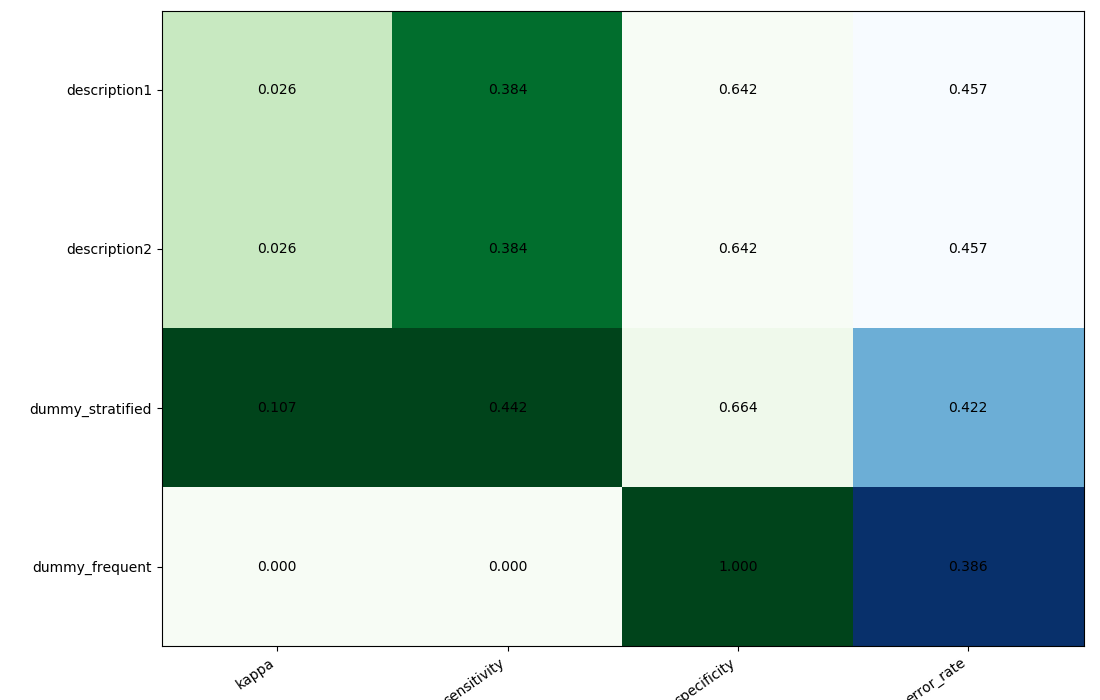 description1 0.026 0.384 0.642 0.457
description2 0.026 0.384 0.642 0.457
dummy_stratified 0.107 0.442 0.664 0.422
dummy_frequent 0.000 0.000 1.000 0.386
kappa sensitivity specificity error_rate